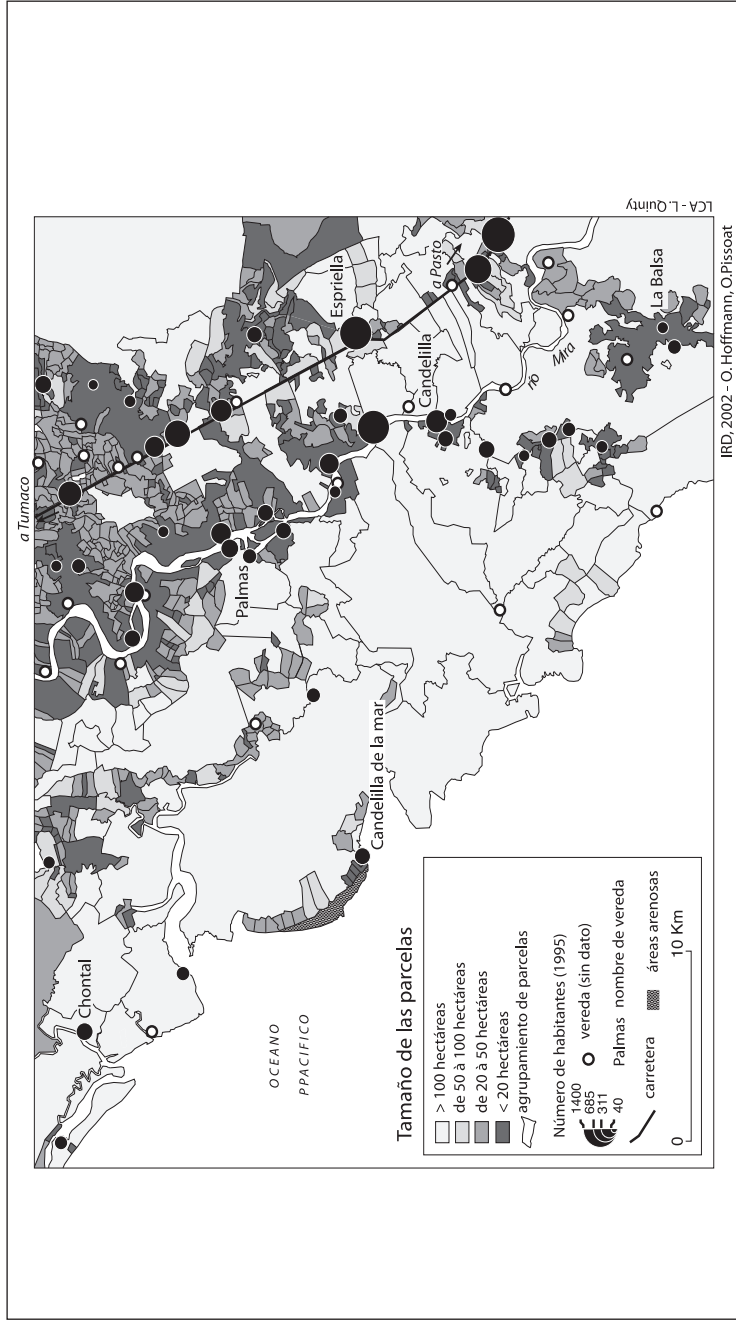 a Tumaco
Chontal
Palmas
Espriella
a Pasto
Candelilla
río Mira
La Balsa
Candelilla de la mar
OCEANO
PPACIFICO
Tamaño de las parcelas
> 100 hectáreas
de 50 à 100 hectáreas
de 20 à 50 hectáreas
< 20 hectáreas
agrupamiento de parcelas
Número de habitantes (1995)
1400
685
311
40
vereda (sin dato)
Palmas nombre de vereda
carretera
áreas arenosas
0 10 Km
LCA - L.Quinty
IRD, 2002 - O. Hoffmann, O.Pissoat